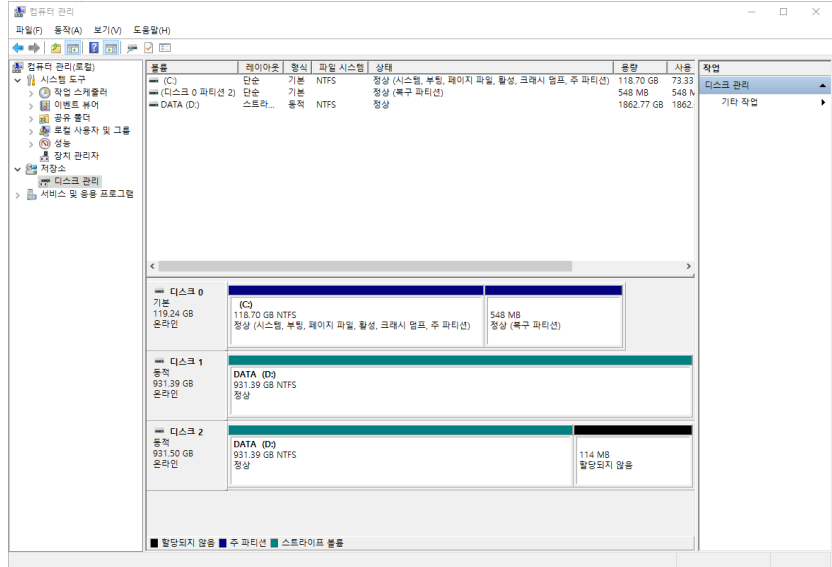 컴퓨터 관리
파일(F) 동작(A) 보기(V) 도움말(H)
컴퓨터 관리(로컬)
시스템 도구
작업 스케줄러
이벤트 뷰어
공유 폴더
로컬 사용자 및 그룹
성능
장치 관리자
저장소
디스크 관리
서비스 및 응용 프로그램
볼륨 레이아웃 형식 파일 시스템 상태 용량 사용
(C:) 단순 기본 NTFS 정상 (시스템, 부팅, 페이지 파일, 활성, 크래시 덤프, 주 파티션) 118.70 GB 73.33
(디스크 0 파티션 2) 단순 기본 정상 (복구 파티션) 548 MB 548 M
DATA (D:) 스트라... 동적 NTFS 정상 1862.77 GB 1862.
작업
디스크 관리
기타 작업
디스크 0
기본
119.24 GB
온라인
(C:)
118.70 GB NTFS
정상 (시스템, 부팅, 페이지 파일, 활성, 크래시 덤프, 주 파티션)
548 MB
정상 (복구 파티션)
디스크 1
동적
931.39 GB
온라인
DATA (D:)
931.39 GB NTFS
정상
디스크 2
동적
931.50 GB
온라인
DATA (D:)
931.39 GB NTFS
정상
114 MB
할당되지 않음
할당되지 않음 주 파티션 스트라이프 볼륨